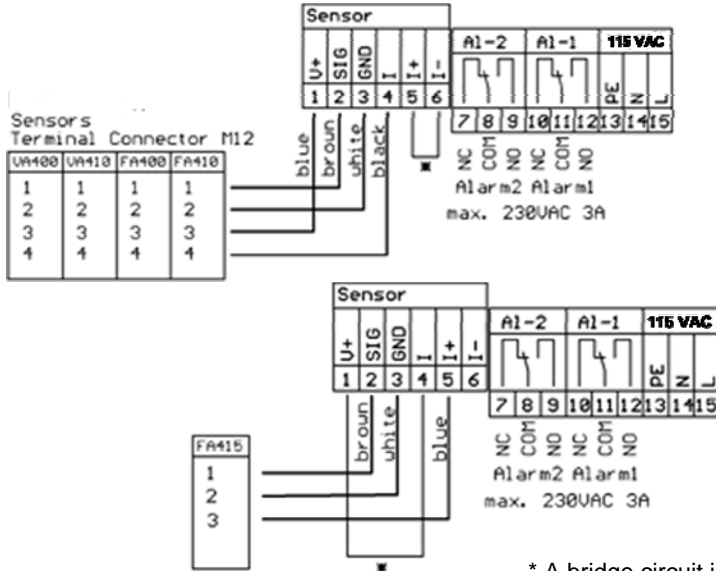 Sensor
Al-2 Al-1 115 VAC
V+ SIG GND I I+ I- PE N L
1 2 3 4 5 6
7 8 9 10 11 12 13 14 15
blue brown white black
*
NC COM NO NC COM NO
Alarm2 Alarm1
max. 230VAC 3A
Sensors
Terminal Connector M12
VA400 VA410 FA400 FA410
1 1 1 1
2 2 2 2
3 3 3 3
4 4 4 4
Sensor
Al-2 Al-1 115 VAC
V+ SIG GND I I+ I- PE N L
1 2 3 4 5 6
7 8 9 10 11 12 13 14 15
brown white blue
NC COM NO NC COM NO
Alarm2 Alarm1
max. 230VAC 3A
FA415
1
2
3
*
* A bridge circuit i